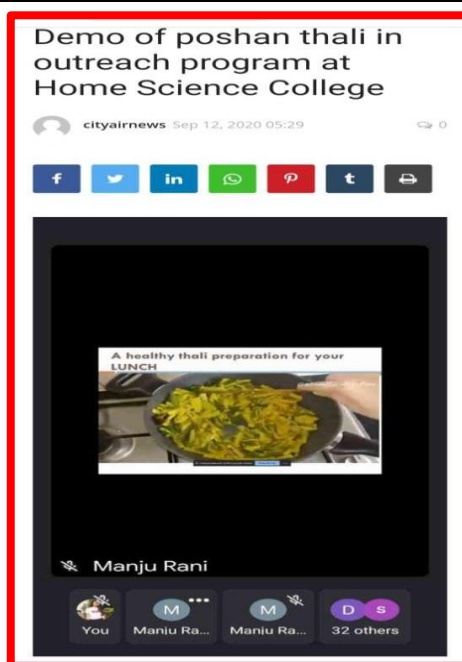 Demo of poshan thali in
outreach program at
Home Science College
cityairnews Sep 12, 2020 05:29 0
f in t
A healthy thali preparation for your
LUNCH
Manju Rani
M M D S
You Manju Ra... Manju Ra... 32 others